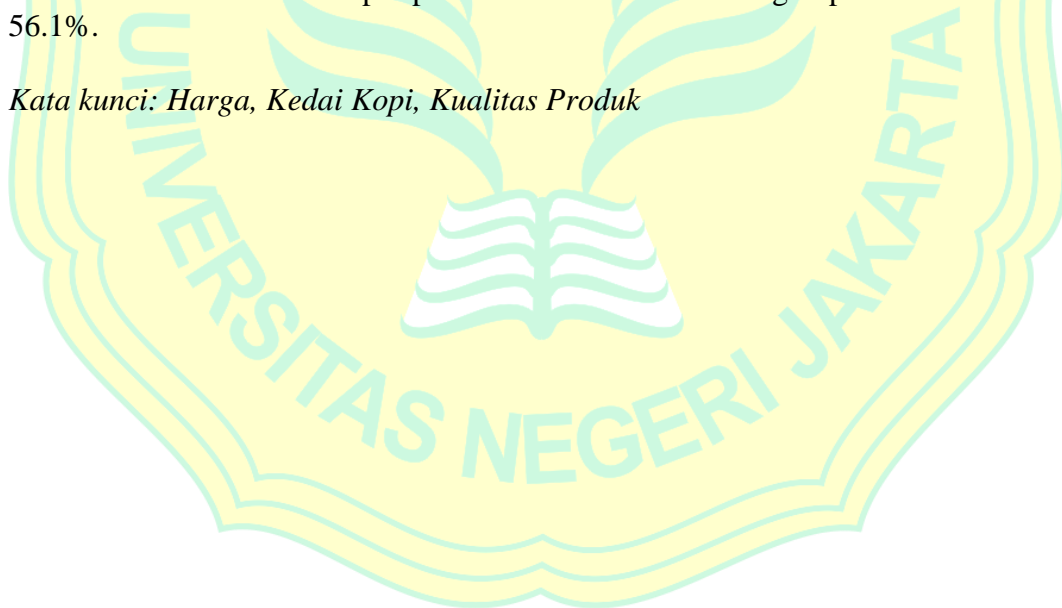 56.1%.
Kata kunci: Harga, Kedai Kopi, Kualitas Produk
UNIVERSITAS NEGERI JAKARTA